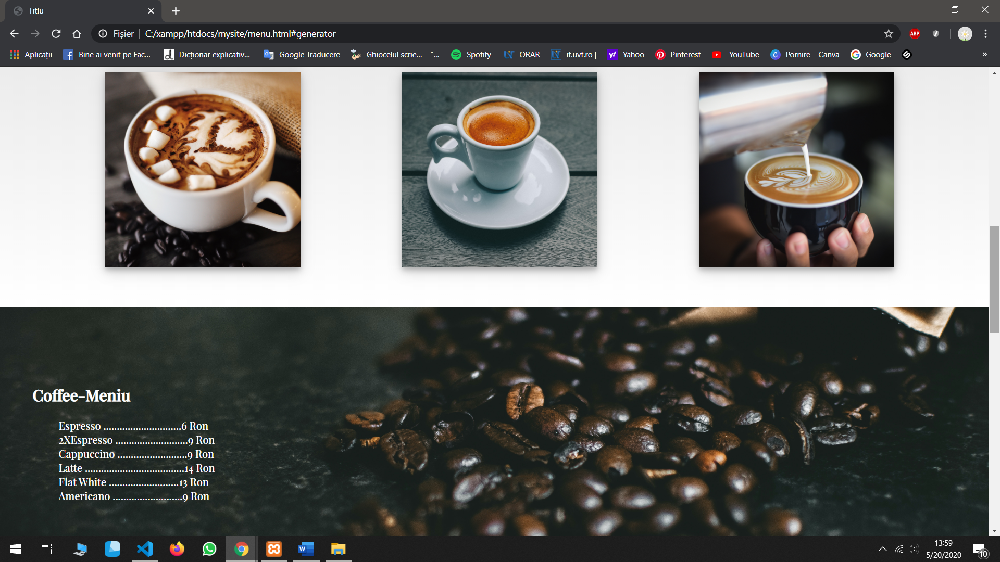 Titlu
Fișier | C:/xampp/htdocs/mysite/menu.html#generator
ABP
Aplicații Bine ai venit pe Fac... Dicționar explicativ... Google Traducere Ghiocelul scrie... – "... Spotify ORAR it.uvt.ro | Yahoo Pinterest YouTube Pornire – Canva Google »
Coffee-Meniu
Espresso .............................6 Ron
2XEspresso ...........................9 Ron
Cappuccino ..........................9 Ron
Latte .....................................14 Ron
Flat White ..........................13 Ron
Americano ..........................9 Ron
13:59
5/20/2020
10